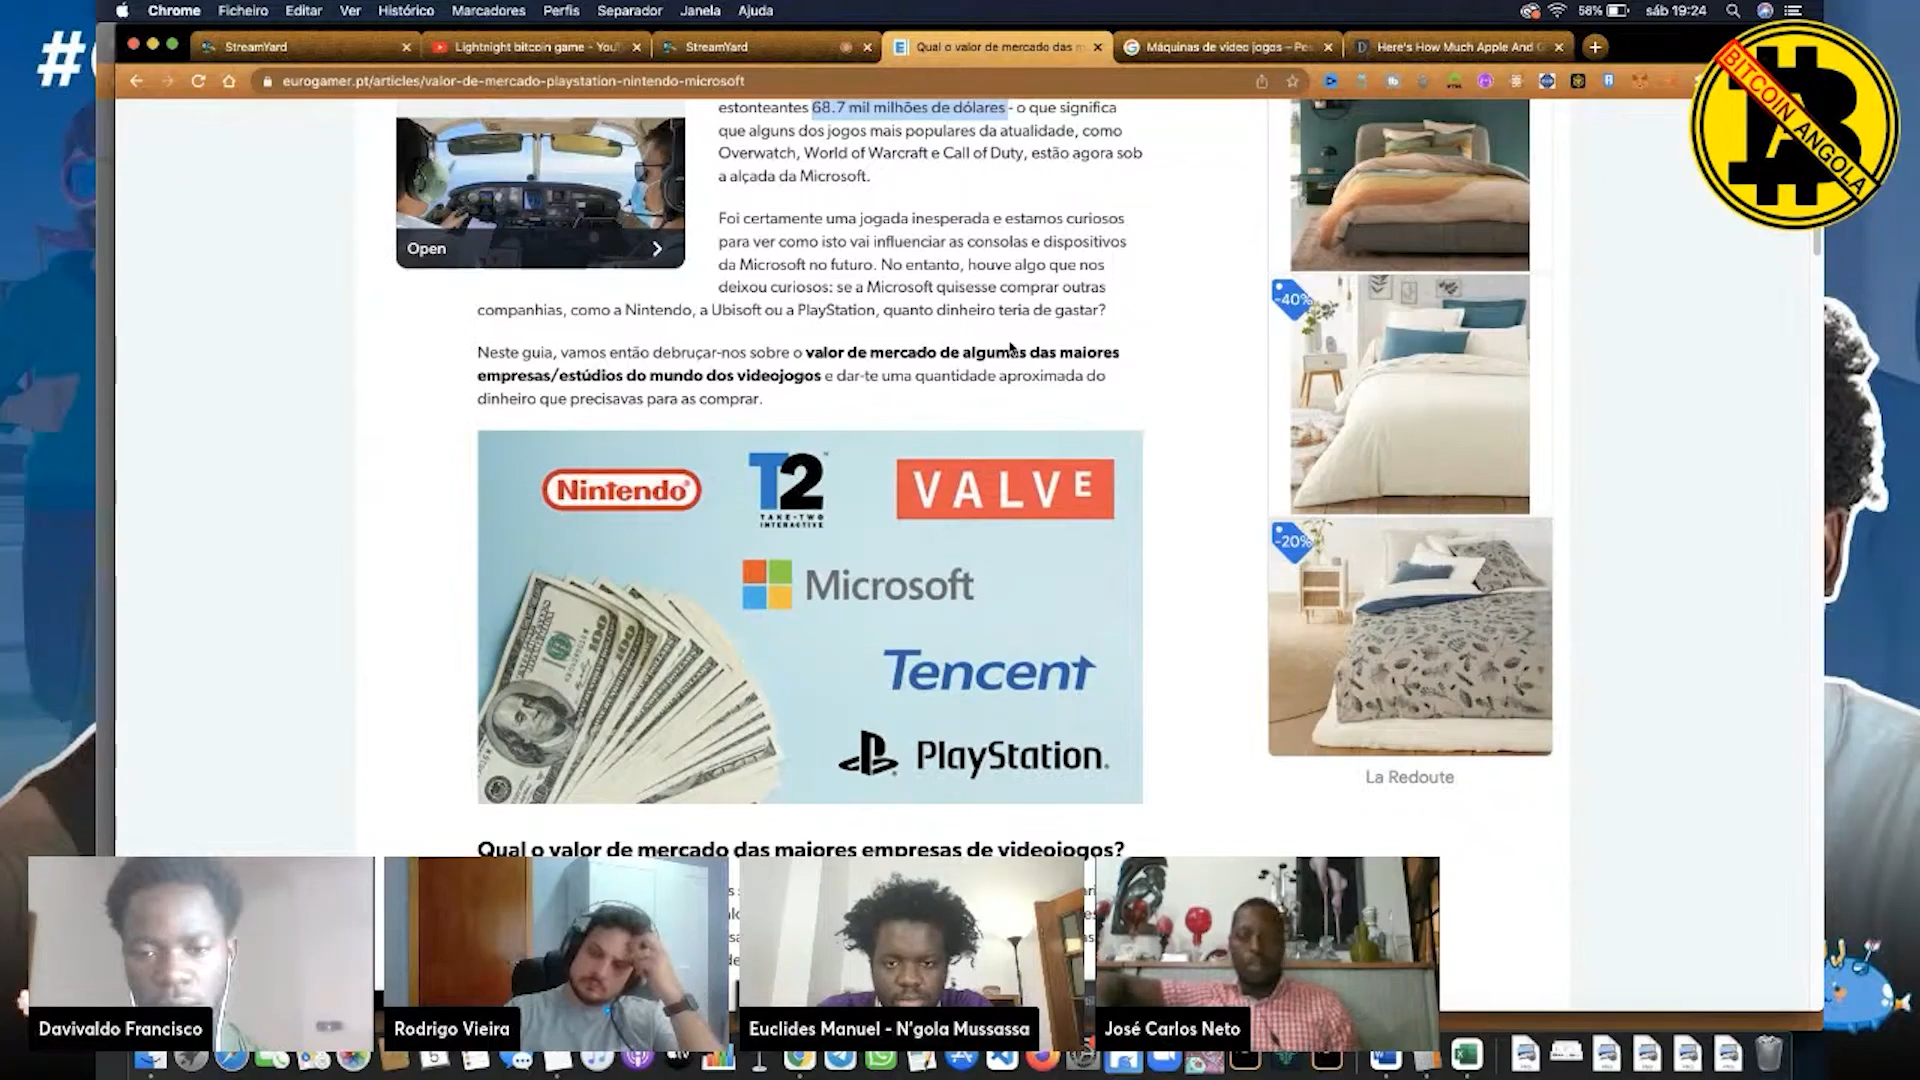 Chrome Ficheiro Editar Ver Histórico Marcadores Perfis Separador Janela Ajuda
58% sáb 19:24
StreamYard
Lightnight bitcoin game - You
StreamYard
Qual o valor de mercado das m
Máquinas de video jogos – Pes
Here's How Much Apple And G
eurogamer.pt/articles/valor-de-mercado-playstation-nintendo-microsoft
BITCOIN ANGOLA
estonteantes 68.7 mil milhões de dólares - o que significa
que alguns dos jogos mais populares da atualidade, como
Overwatch, World of Warcraft e Call of Duty, estão agora sob
a alçada da Microsoft.
Open
Foi certamente uma jogada inesperada e estamos curiosos
para ver como isto vai influenciar as consolas e dispositivos
da Microsoft no futuro. No entanto, houve algo que nos
deixou curiosos: se a Microsoft quisesse comprar outras
companhias, como a Nintendo, a Ubisoft ou a PlayStation, quanto dinheiro teria de gastar?
Neste guia, vamos então debruçar-nos sobre o valor de mercado de algumas das maiores
empresas/estúdios do mundo dos videojogos e dar-te uma quantidade aproximada do
dinheiro que precisavas para as comprar.
-40%
-20%
La Redoute
Nintendo
T2
TAKE-TWO
INTERACTIVE
VALVE
Microsoft
Tencent
PlayStation
100
100
Qual o valor de mercado das maiores empresas de videojogos?
Davivaldo Francisco
Rodrigo Vieira
Euclides Manuel - N'gola Mussassa
José Carlos Neto